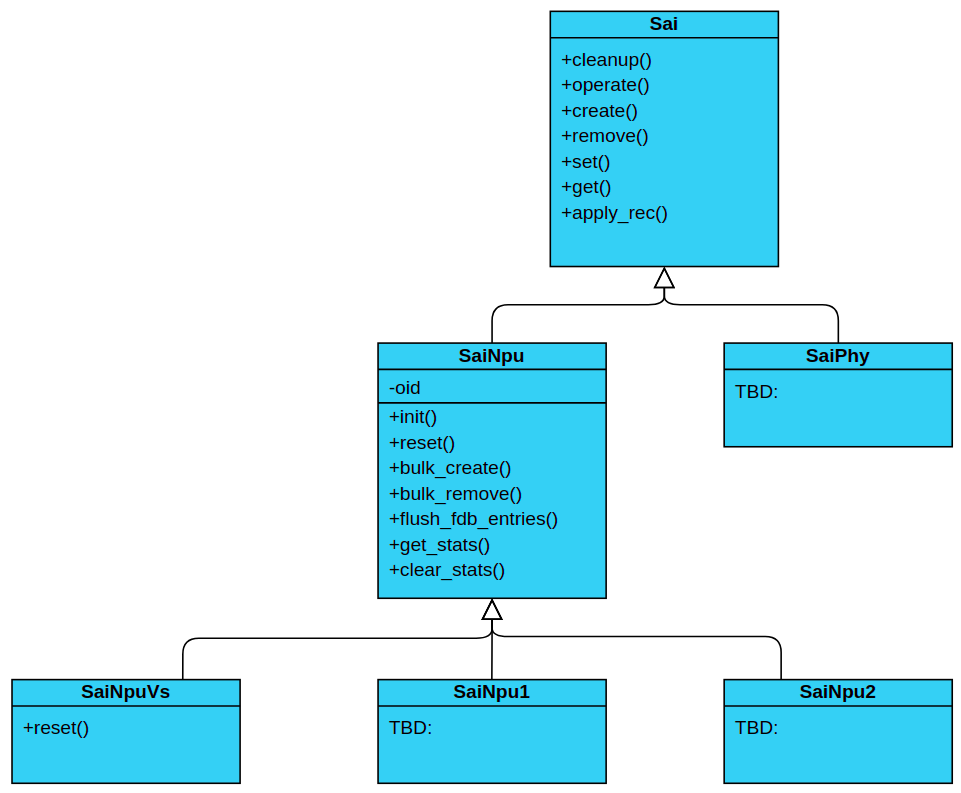 Sai
+cleanup()
+operate()
+create()
+remove()
+set()
+get()
+apply_rec()
SaiNpu
-oid
+init()
+reset()
+bulk_create()
+bulk_remove()
+flush_fdb_entries()
+get_stats()
+clear_stats()
SaiPhy
TBD:
SaiNpuVs
+reset()
SaiNpu1
TBD:
SaiNpu2
TBD: